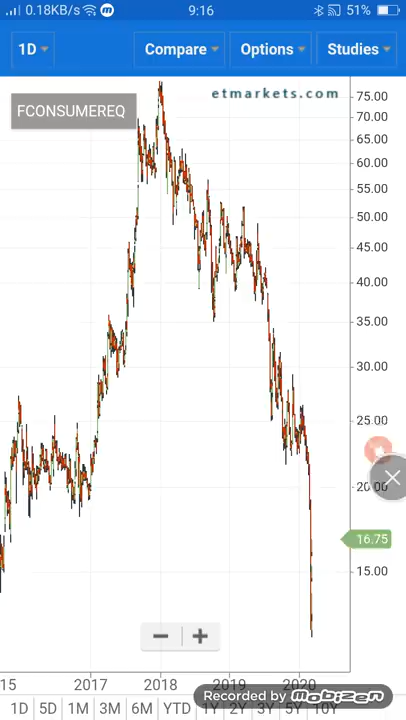 0.18K/s 9:16 51%
1D Compare Options Studies
etmarkets.com
FCONSUMEREQ
75.00
70.00
65.00
60.00
55.00
50.00
45.00
40.00
35.00
30.00
25.00
20.00
16.75
15.00
15 2017 2018 2019 2020
Recorded by mobizen
1D 5D 1M 3M 6M YTD 1Y 2Y 3Y 5Y 10Y